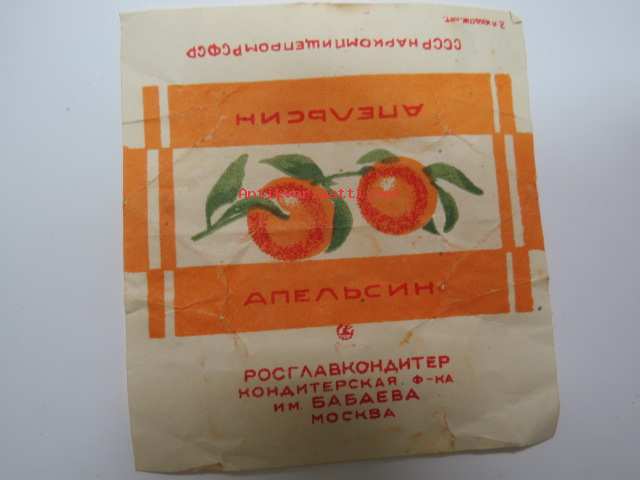 СССР НАРКОМПИЩЕПРОМ РСФСР
АПЕЛЬСИН
АПЕЛЬСИН
РОСГЛАВКОНДИТЕР
КОНДИТЕРСКАЯ Ф-КА
ИМ. БАБАЕВА
МОСКВА